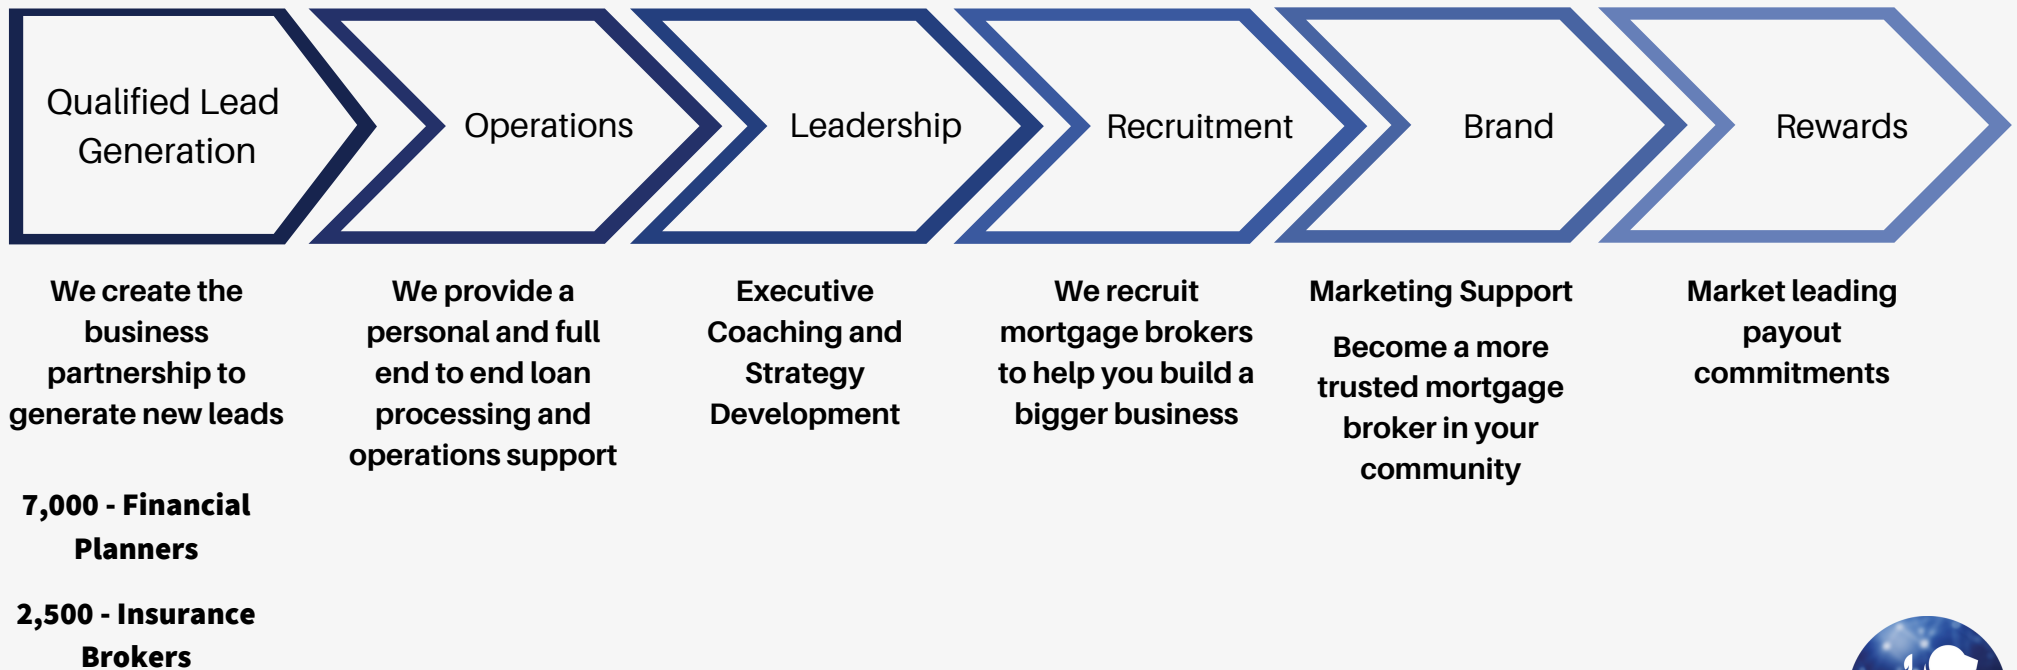 Qualified Lead
Generation
Operations
Leadership
Recruitment
Brand
Rewards
We create the
business
partnership to
generate new leads
7,000 - Financial
Planners
2,500 - Insurance
Brokers
We provide a
personal and full
end to end loan
processing and
operations support
Executive
Coaching and
Strategy
Development
We recruit
mortgage brokers
to help you build a
bigger business
Marketing Support
Become a more
trusted mortgage
broker in your
community
Market leading
payout
commitments